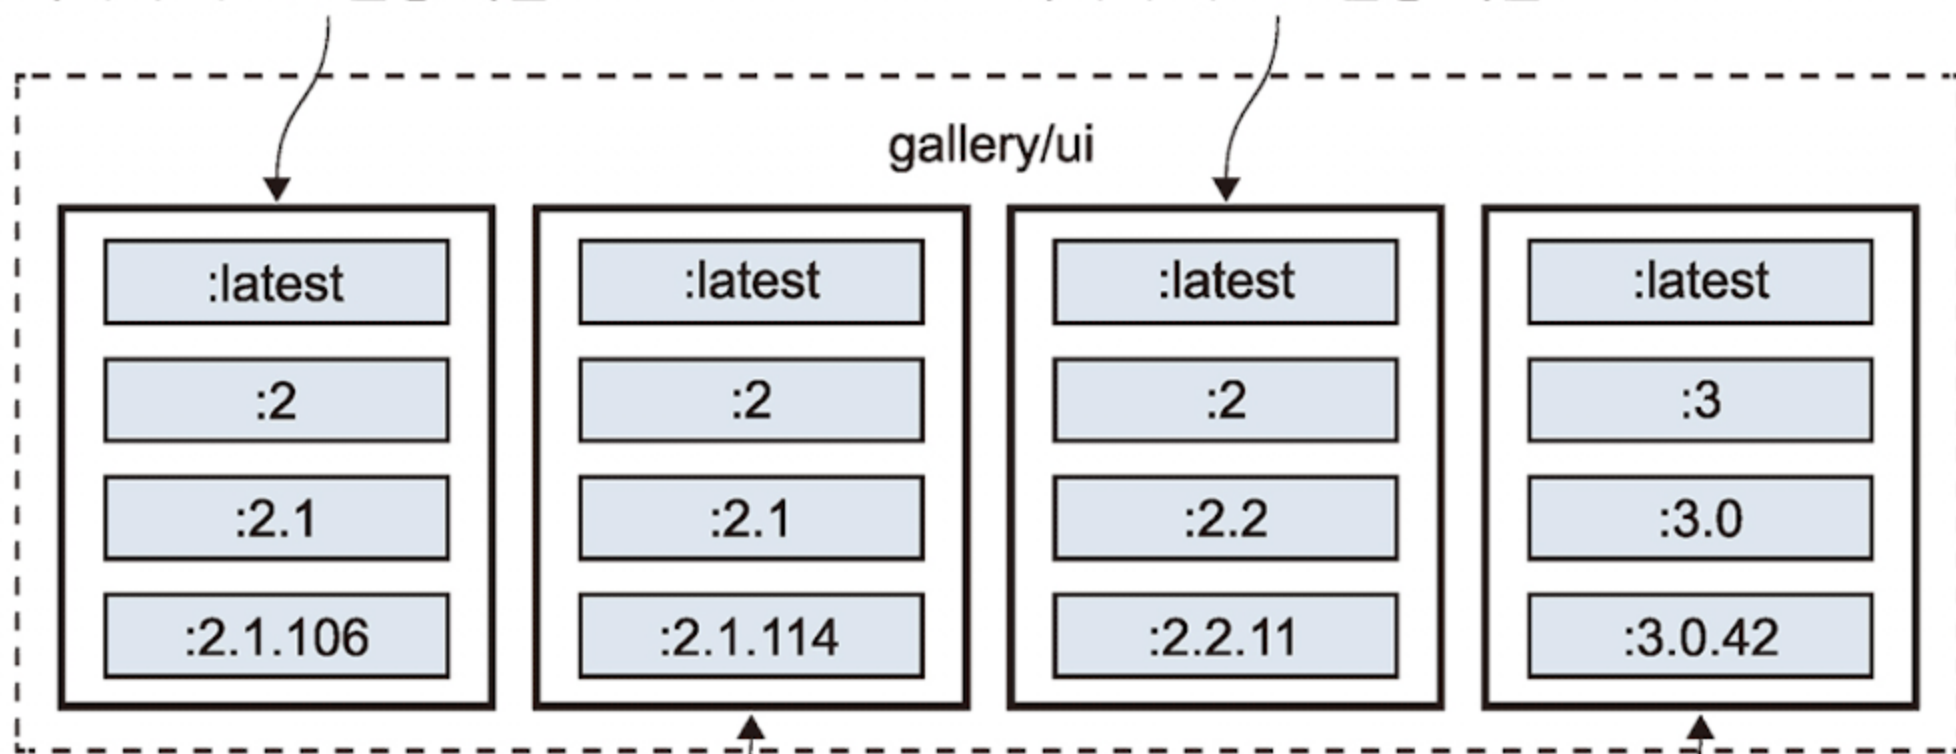 gallery/ui
:latest
:2
:2.1
:2.1.106
:latest
:2
:2.1
:2.1.114
:latest
:2
:2.2
:2.2.11
:latest
:3
:3.0
:3.0.42